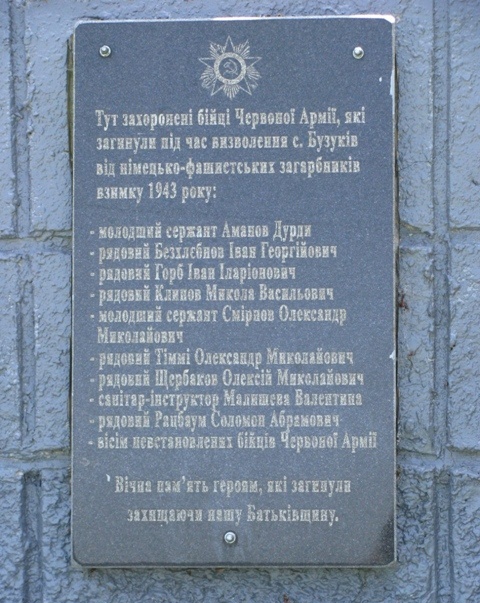 Тут захоронені бійці Червоної Армії, які
загинули під час визволення с. Бузуків
від німецько-фашистських загарбників
взимку 1943 року:
- молодший сержант Аманов Дурди
- рядовий Безхлєбнов Іван Георгійович
- рядовий Горб Іван Іларіонович
- рядовий Клипов Микола Васильович
- молодший сержант Смірнов Олександр
Миколайович
- рядовий Тіммі Олександр Миколайович
- рядовий Щербаков Олексій Миколайович
- санітар-інструктор Малишева Валентина
- рядовий Рацбаум Соломон Абрамович
- вісім невстановлених бійців Червоної Армії
Вічна пам'ять героям, які загинули
захищаючи нашу Батьківщину.